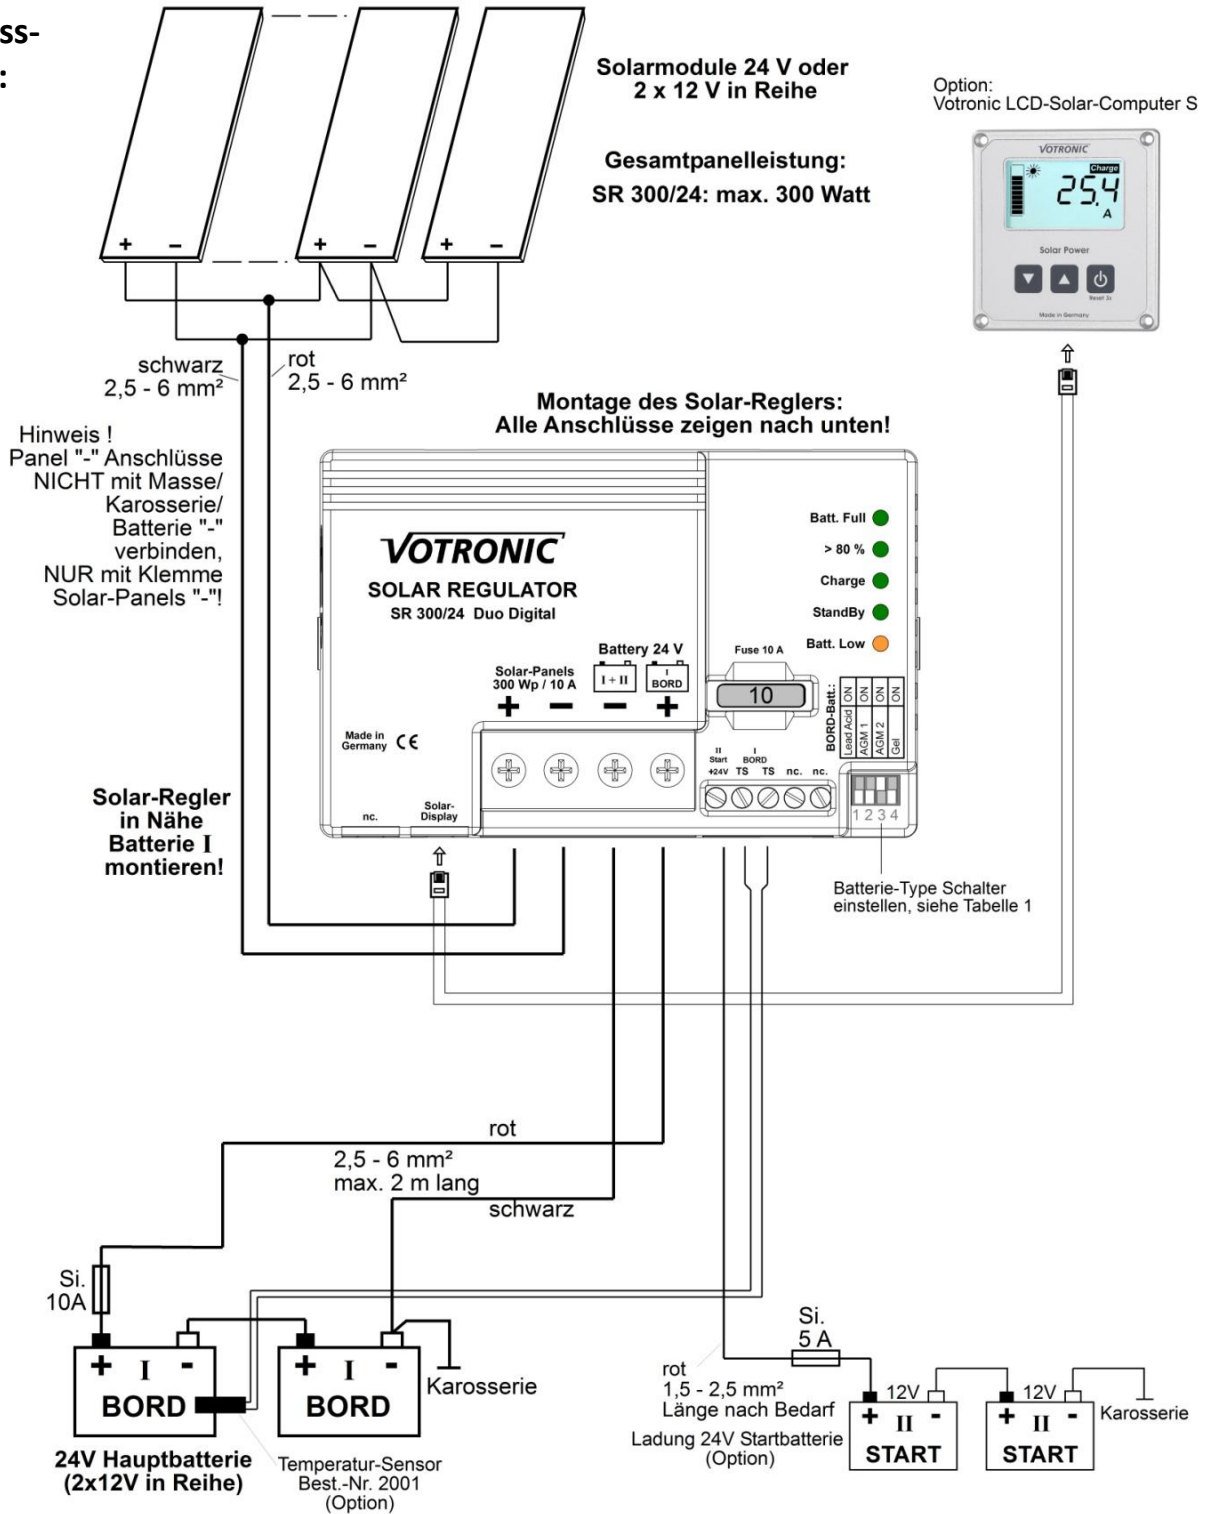 ss-
:
Solarmodule 24 V oder
2 x 12 V in Reihe
Gesamtpanelleistung:
SR 300/24: max. 300 Watt
Option:
Votronic LCD-Solar-Computer S
VOTRONIC
Charge
25.4
A
Solar Power
Reset 3s
Made in Germany
+ - + - + -
schwarz
2,5 - 6 mm²
rot
2,5 - 6 mm²
Hinweis !
Panel "-" Anschlüsse
NICHT mit Masse/
Karosserie/
Batterie "-"
verbinden,
NUR mit Klemme
Solar-Panels "-"!
Montage des Solar-Reglers:
Alle Anschlüsse zeigen nach unten!
VOTRONIC
SOLAR REGULATOR
SR 300/24 Duo Digital
Batt. Full
> 80 %
Charge
StandBy
Batt. Low
Solar-Panels
300 Wp / 10 A
Battery 24 V
I + II
I
BORD
+ - - +
Fuse 10 A
10
BORD-Batt.:
Lead Acid ON
AGM 1 ON
AGM 2 ON
Gel ON
Made in
Germany CE
II
Start
+24V
I
BORD
TS TS nc. nc.
1 2 3 4
nc.
Solar-
Display
Solar-Regler
in Nähe
Batterie I
montieren!
Batterie-Type Schalter
einstellen, siehe Tabelle 1
rot
2,5 - 6 mm²
max. 2 m lang
schwarz
Si.
10A
+ I -
BORD
+ I -
BORD
Karosserie
24V Hauptbatterie
(2x12V in Reihe)
Temperatur-Sensor
Best.-Nr. 2001
(Option)
Si.
5 A
rot
1,5 - 2,5 mm²
Länge nach Bedarf
Ladung 24V Startbatterie
(Option)
12V
+ II -
START
12V
+ II -
START
Karosserie